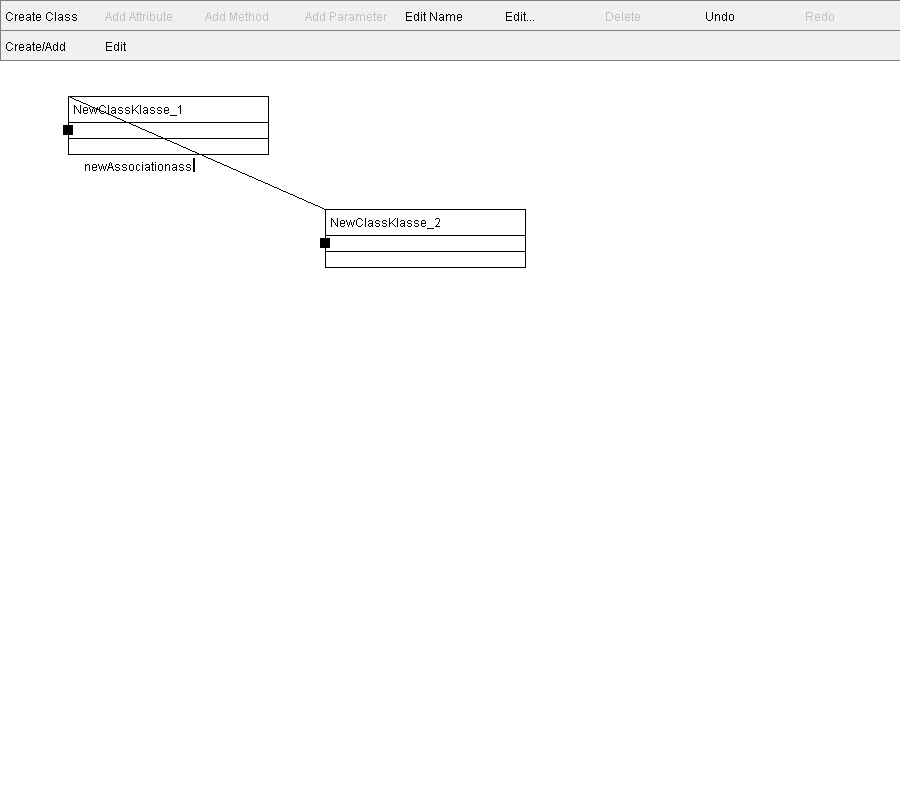 Create Class Add Attribute Add Method Add Parameter Edit Name Edit... Delete Undo Redo
Create/Add Edit
NewClassKlasse_1
newAssociationass
NewClassKlasse_2